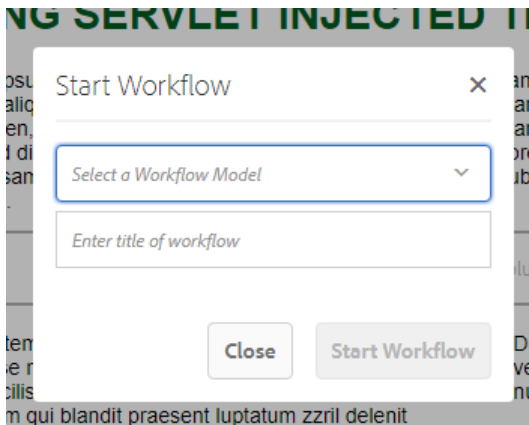 NG SERVLET INJECTED
Start Workflow
Select a Workflow Model
Enter title of workflow
Close Start Workflow
m qui blandit praesent luptatum zzril delenit